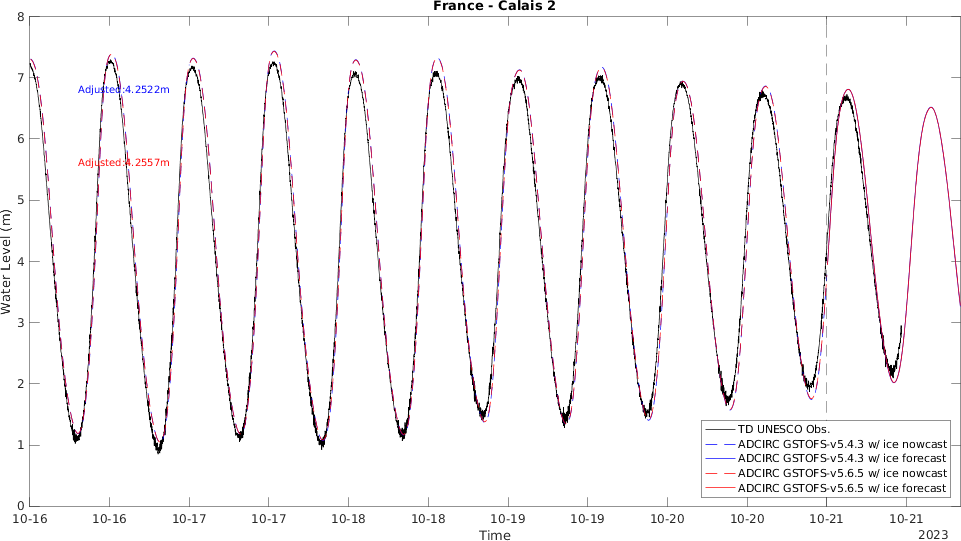 France - Calais 2
8
7
6
5
4
3
2
1
0
Water Level (m)
Adjusted:4.2522m
Adjusted:4.2557m
TD UNESCO Obs.
ADCIRC GSTOFS-v5.4.3 w/ ice nowcast
ADCIRC GSTOFS-v5.4.3 w/ ice forecast
ADCIRC GSTOFS-v5.6.5 w/ ice nowcast
ADCIRC GSTOFS-v5.6.5 w/ ice forecast
10-16 10-16 10-17 10-17 10-18 10-18 10-19 10-19 10-20 10-20 10-21 10-21
Time
2023